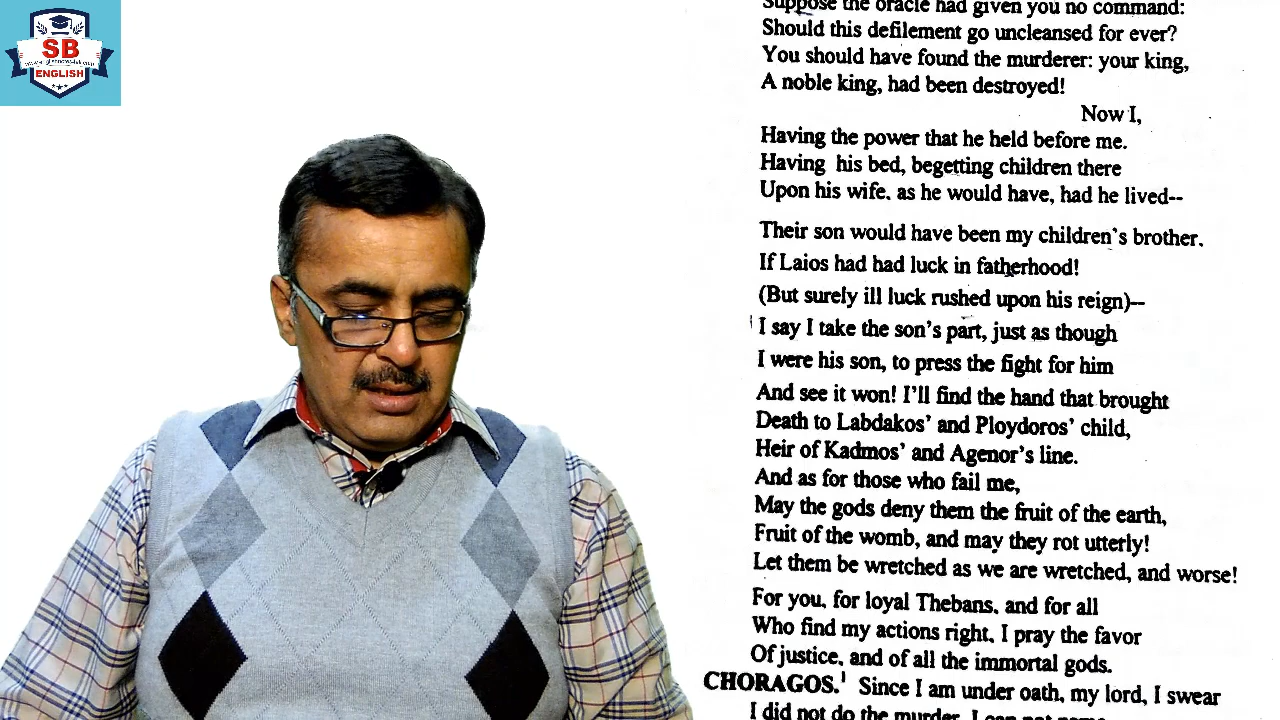 SB
ENGLISH
Suppose the oracle had given you no command:
Should this defilement go uncleansed for ever?
You should have found the murderer: your king,
A noble king, had been destroyed!
Now I,
Having the power that he held before me.
Having his bed, begetting children there
Upon his wife. as he would have, had he lived--
Their son would have been my children's brother.
If Laios had had luck in fatherhood!
(But surely ill luck rushed upon his reign)--
I say I take the son's part, just as though
I were his son, to press the fight for him
And see it won! I'll find the hand that brought
Death to Labdakos' and Ploydoros' child,
Heir of Kadmos' and Agenor's line.
And as for those who fail me,
May the gods deny them the fruit of the earth,
Fruit of the womb, and may they rot utterly!
Let them be wretched as we are wretched, and worse!
For you, for loyal Thebans, and for all
Who find my actions right, I pray the favor
Of justice, and of all the immortal gods.
CHORAGOS.¹ Since I am under oath, my lord, I swear
I did not do the murder, I can not name